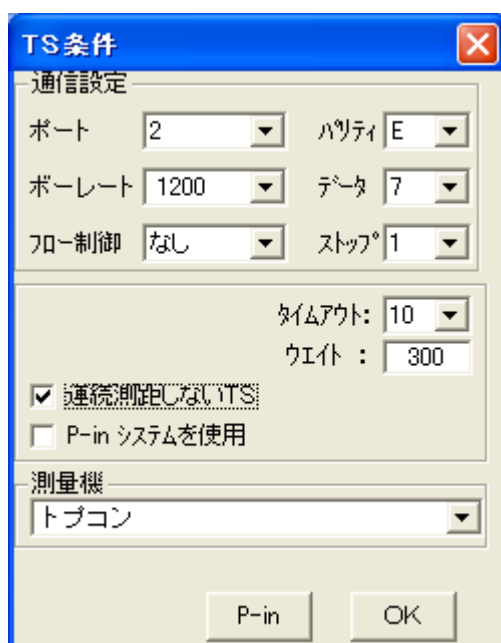 TS条件
通信設定
ポート 2 ﾊﾟﾘﾃｨ E
ボーレート 1200 ﾃﾞｰﾀ 7
ﾌﾛｰ制御 なし ｽﾄｯﾌﾟ 1
ﾀｲﾑｱｳﾄ: 10
ウエイト : 300
連続測距しないTS
P-in システムを使用
測量機
トプコン
P-in OK